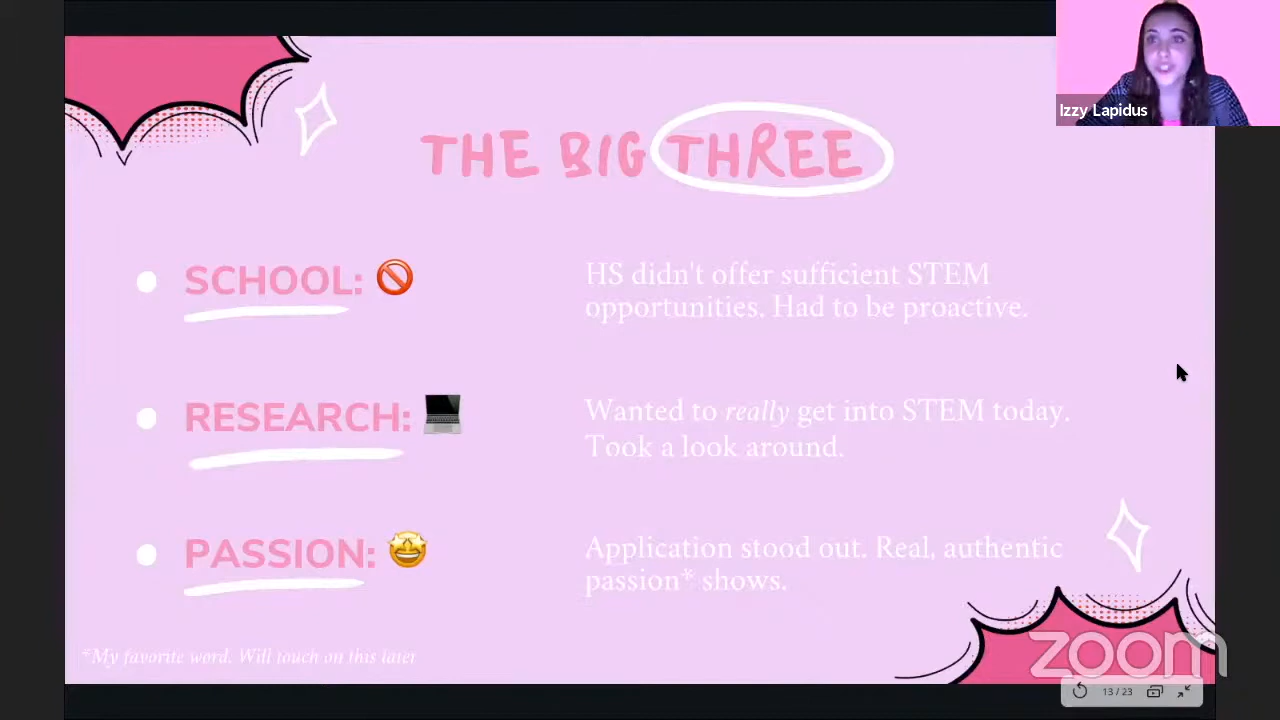 Izzy Lapidus
THE BIG THREE
SCHOOL: 🚫
HS didn't offer sufficient STEM
opportunities. Had to be proactive.
RESEARCH: 💻
Wanted to really get into STEM today.
Took a look around.
PASSION: 🤩
Application stood out. Real, authentic
passion* shows.
*My favorite word. Will touch on this later
zoom
13 / 23